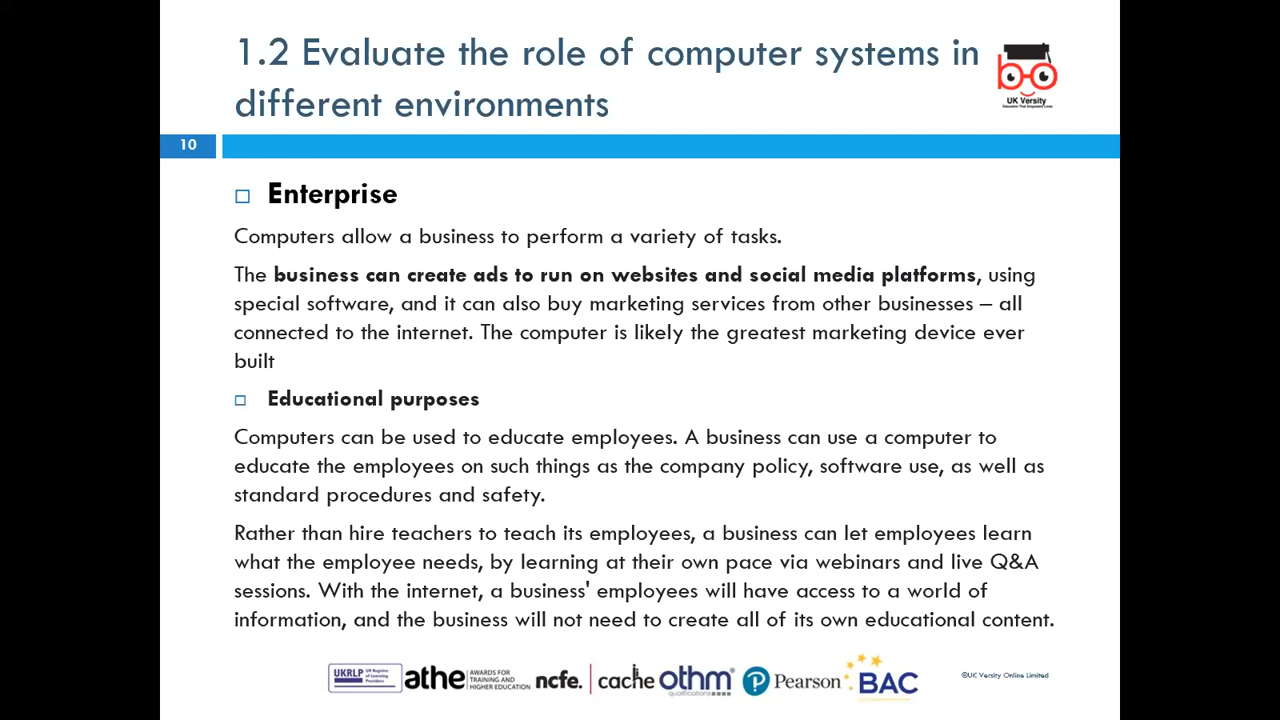 1.2 Evaluate the role of computer systems in
different environments
UK Versity
10
Enterprise
Computers allow a business to perform a variety of tasks.
The business can create ads to run on websites and social media platforms, using
special software, and it can also buy marketing services from other businesses – all
connected to the internet. The computer is likely the greatest marketing device ever
built
Educational purposes
Computers can be used to educate employees. A business can use a computer to
educate the employees on such things as the company policy, software use, as well as
standard procedures and safety.
Rather than hire teachers to teach its employees, a business can let employees learn
what the employee needs, by learning at their own pace via webinars and live Q&A
sessions. With the internet, a business' employees will have access to a world of
information, and the business will not need to create all of its own educational content.
UKRLP UK Register of Learning Providers
athe AWARDS FOR TRAINING AND HIGHER EDUCATION
ncfe. cache
othm qualifications
P Pearson
BAC
©UK Versity Online Limited